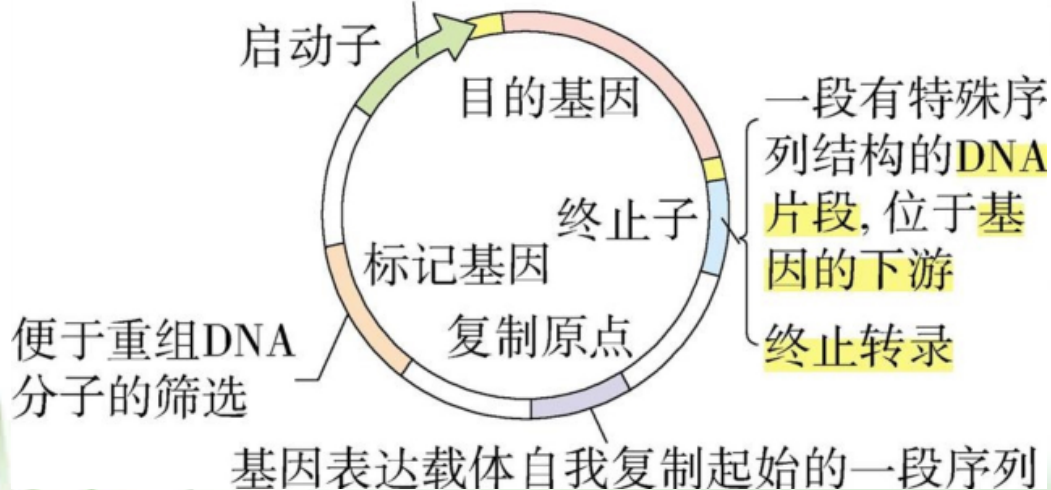 启动子
目的基因
一段有特殊序
列结构的DNA
片段, 位于基
因的下游
终止子
标记基因
终止转录
复制原点
便于重组DNA
分子的筛选
基因表达载体自我复制起始的一段序列